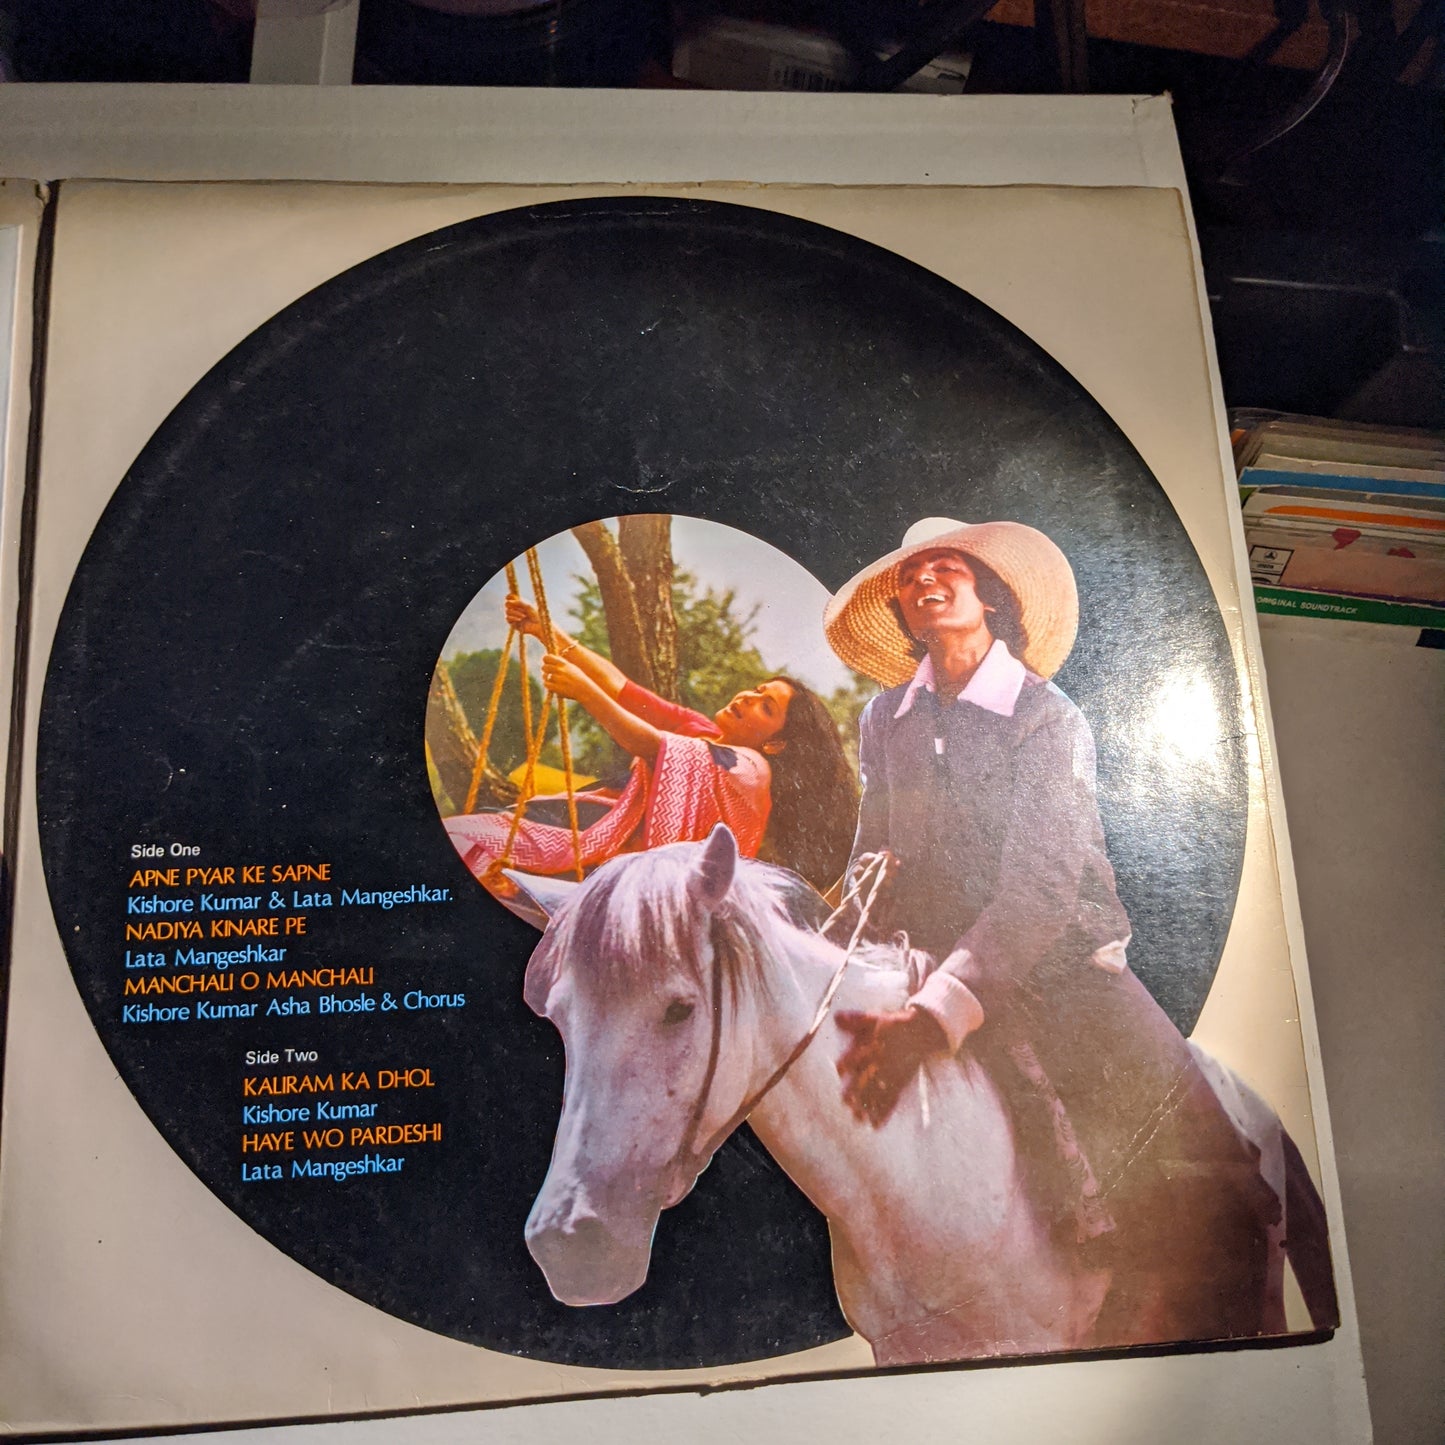 Side One
APNE PYAR KE SAPNE
Kishore Kumar & Lata Mangeshkar.
NADIYA KINARE PE
Lata Mangeshkar
MANCHALI O MANCHALI
Kishore Kumar Asha Bhosle & Chorus
Side Two
KALIRAM KA DHOL
Kishore Kumar
HAYE WO PARDESHI
Lata Mangeshkar
ORIGINAL SOUNDTRACK